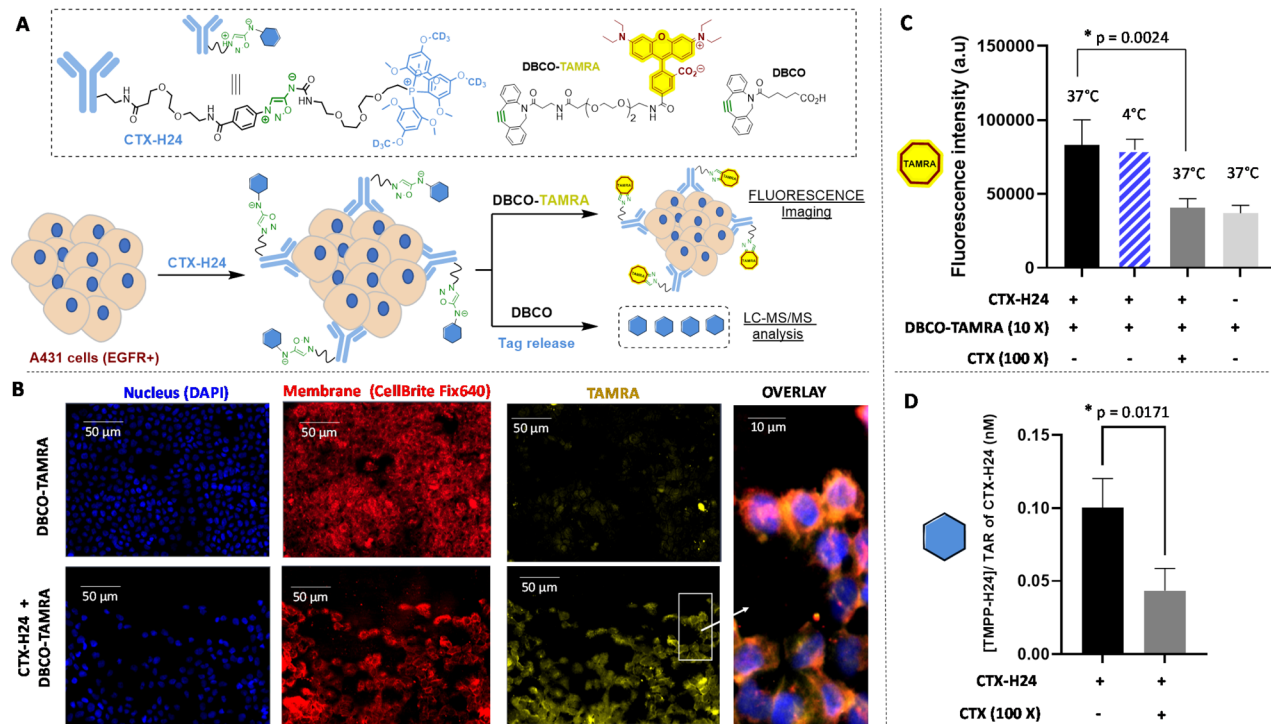 A
CTX-H24
DBCO-TAMRA
DBCO
A431 cells (EGFR+)
CTX-H24
DBCO-TAMRA
DBCO
Tag release
TAMRA
TAMRA
TAMRA
TAMRA
FLUORESCENCE
Imaging
LC-MS/MS
analysis
B
Nucleus (DAPI)
Membrane (CellBrite Fix640)
TAMRA
OVERLAY
DBCO-TAMRA
50 µm
50 µm
50 µm
10 µm
CTX-H24 +
DBCO-TAMRA
50 µm
50 µm
50 µm
C
TAMRA
Fluorescence intensity (a.u)
150000
100000
50000
0
* p = 0.0024
37°C
4°C
37°C
37°C
CTX-H24 + + + -
DBCO-TAMRA (10 X) + + + +
CTX (100 X) - - + -
D
[TMPP-H24]/ TAR of CTX-H24 (nM)
0.15
0.10
0.05
0.00
* p = 0.0171
CTX-H24 + +
CTX (100 X) - +